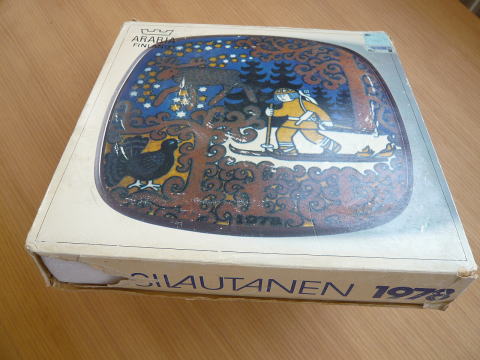 ARABIA
FINLAND
1978
SILAUTANEN 1978